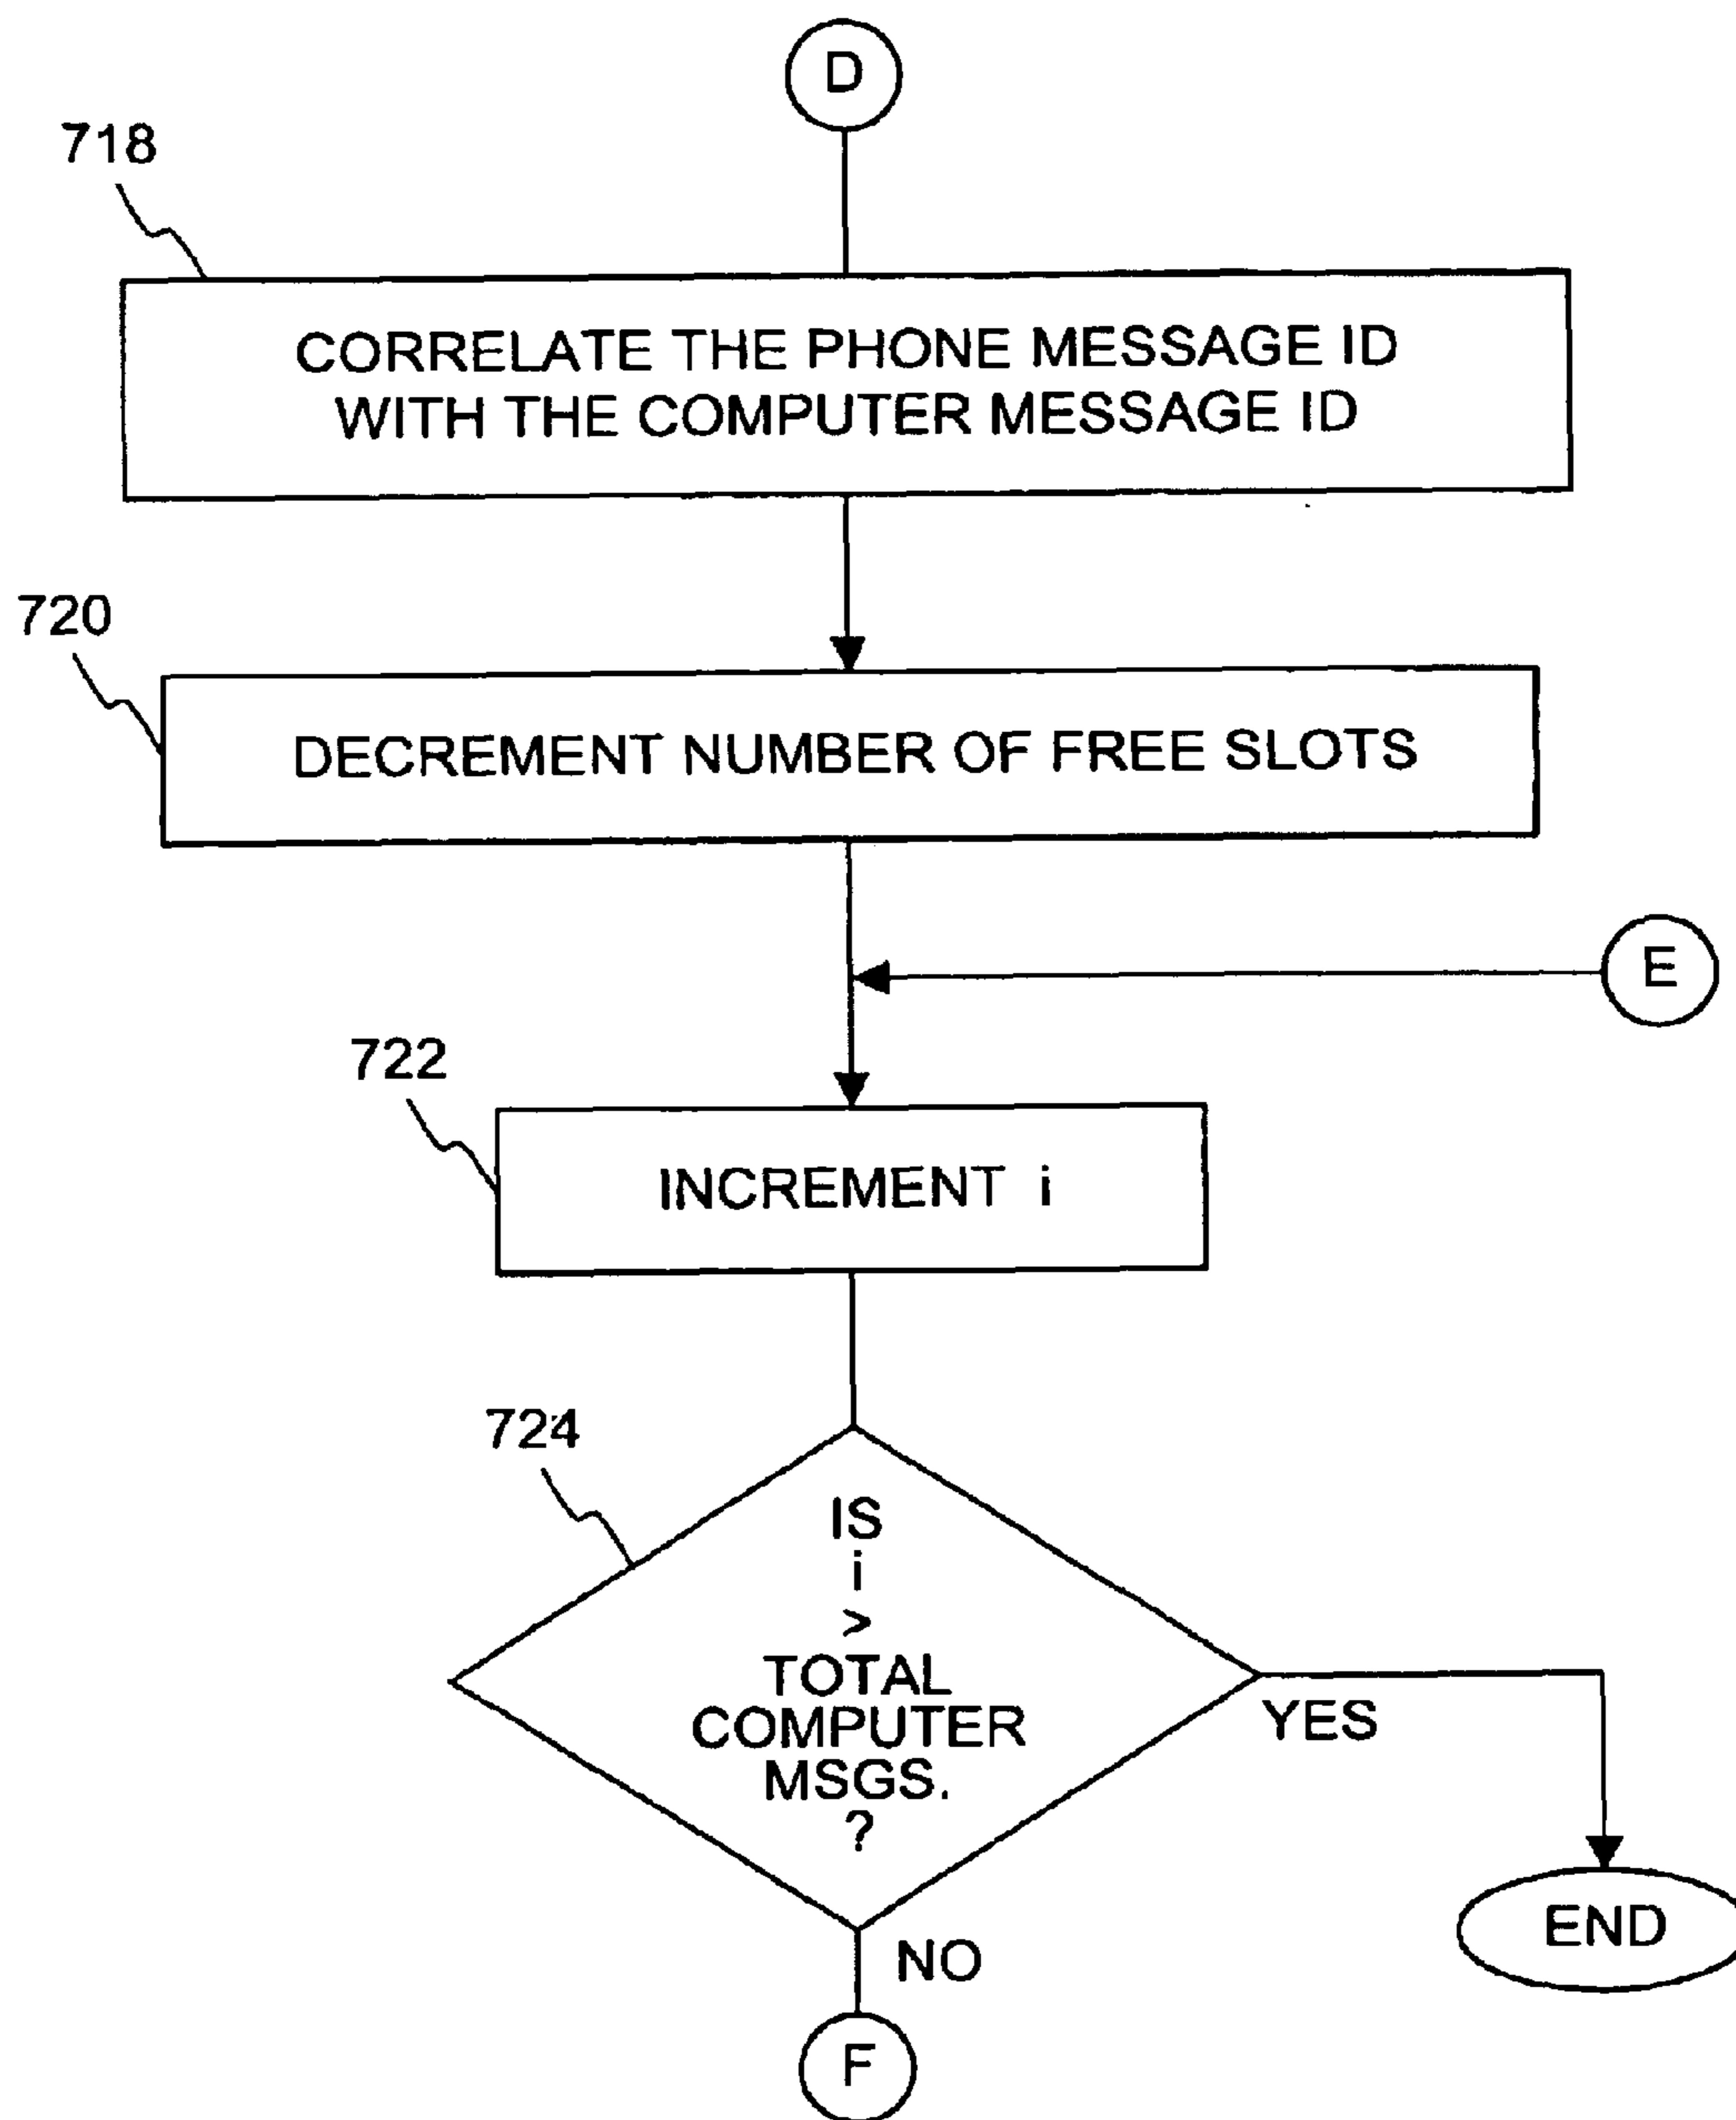 D
718
CORRELATE THE PHONE MESSAGE ID
WITH THE COMPUTER MESSAGE ID
720
DECREMENT NUMBER OF FREE SLOTS
E
722
INCREMENT i
724
IS
i
>
TOTAL
COMPUTER
MSGS.
?
YES
END
NO
F